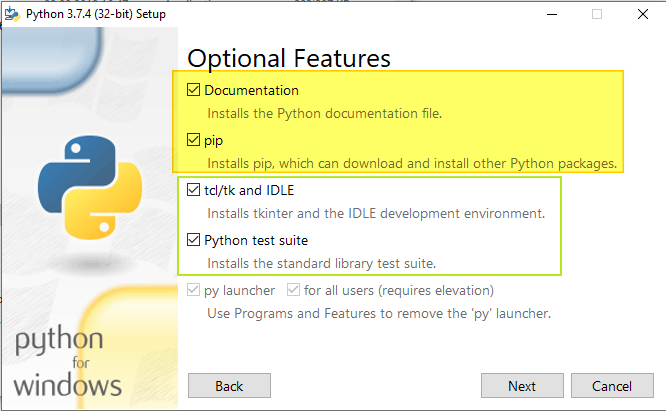 Python 3.7.4 (32-bit) Setup
Optional Features
Documentation
Installs the Python documentation file.
pip
Installs pip, which can download and install other Python packages.
tcl/tk and IDLE
Installs tkinter and the IDLE development environment.
Python test suite
Installs the standard library test suite.
py launcher for all users (requires elevation)
Use Programs and Features to remove the 'py' launcher.
python
for
windows
Back Next Cancel